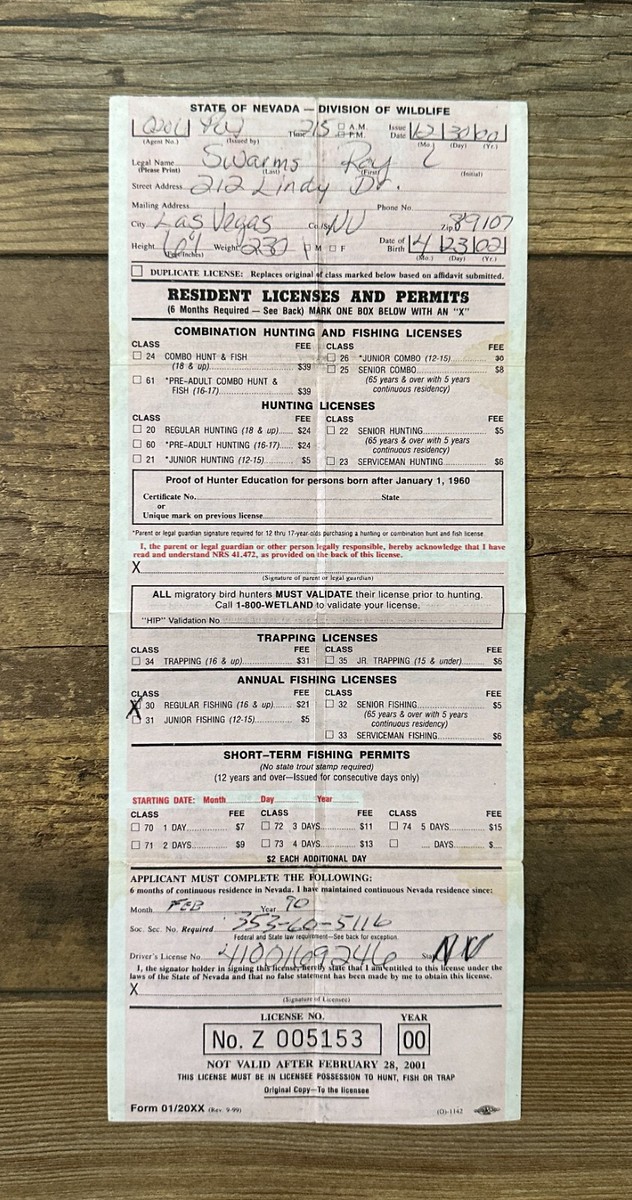 STATE OF NEVADA — DIVISION OF WILDLIFE
Time 215 A.M. P.M. Issue Date 12 30 00
(Agent No.) (Issued by) (Mo.) (Day) (Yr.)
Legal Name Swarms Roy L
(Please Print) (Last) (First) (Initial)
Street Address 212 Lindy Dr.
Mailing Address Phone No.
City Las Vegas Co./St. NV Zip 89107
Height Weight 230 M F Date of Birth 4 23 02
(Feet/Inches) (Mo.) (Day) (Yr.)
DUPLICATE LICENSE: Replaces original of class marked below based on affidavit submitted.
RESIDENT LICENSES AND PERMITS
(6 Months Required — See Back) MARK ONE BOX BELOW WITH AN "X"
COMBINATION HUNTING AND FISHING LICENSES
CLASS FEE CLASS FEE
24 COMBO HUNT & FISH (18 & up) $39
26 *JUNIOR COMBO (12-15) $0
25 SENIOR COMBO $8
(65 years & over with 5 years continuous residency)
61 *PRE-ADULT COMBO HUNT & FISH (16-17) $39
HUNTING LICENSES
CLASS FEE CLASS FEE
20 REGULAR HUNTING (18 & up) $24
22 SENIOR HUNTING $5
(65 years & over with 5 years continuous residency)
60 *PRE-ADULT HUNTING (16-17) $24
21 *JUNIOR HUNTING (12-15) $5
23 SERVICEMAN HUNTING $6
Proof of Hunter Education for persons born after January 1, 1960
Certificate No. State
or
Unique mark on previous license
*Parent or legal guardian signature required for 12 thru 17-year-olds purchasing a hunting or combination hunt and fish license.
I, the parent or legal guardian or other person legally responsible, hereby acknowledge that I have
read and understand NRS 41.472, as provided on the back of this license.
X
(Signature of parent or legal guardian)
ALL migratory bird hunters MUST VALIDATE their license prior to hunting.
Call 1-800-WETLAND to validate your license.
"HIP" Validation No.
TRAPPING LICENSES
CLASS FEE CLASS FEE
34 TRAPPING (16 & up) $31 35 JR. TRAPPING (15 & under) $6
ANNUAL FISHING LICENSES
CLASS FEE CLASS FEE
X 30 REGULAR FISHING (16 & up) $21 32 SENIOR FISHING $5
31 JUNIOR FISHING (12-15) $5 (65 years & over with 5 years continuous residency)
33 SERVICEMAN FISHING $6
SHORT-TERM FISHING PERMITS
(No state trout stamp required)
(12 years and over—Issued for consecutive days only)
STARTING DATE: Month Day Year
CLASS FEE CLASS FEE CLASS FEE
70 1 DAY $7 72 3 DAYS $11 74 5 DAYS $15
71 2 DAYS $9 73 4 DAYS $13 DAYS $
$2 EACH ADDITIONAL DAY
APPLICANT MUST COMPLETE THE FOLLOWING:
6 months of continuous residence in Nevada. I have maintained continuous Nevada residence since:
Month FEB Year 70
Soc. Sec. No. Required 353-60-5116
Federal and State law requirement—See back for exception.
Driver's License No. 4100169246 State NV
I, the signator holder in signing this license, hereby state that I am entitled to this license under the
laws of the State of Nevada and that no false statement has been made by me to obtain this license.
X
(Signature of Licensee)
LICENSE NO. YEAR
No. Z 005153 00
NOT VALID AFTER FEBRUARY 28, 2001
THIS LICENSE MUST BE IN LICENSEE POSSESSION TO HUNT, FISH OR TRAP
Original Copy—To the licensee
Form 01/20XX (Rev. 9-99) (O)-1142